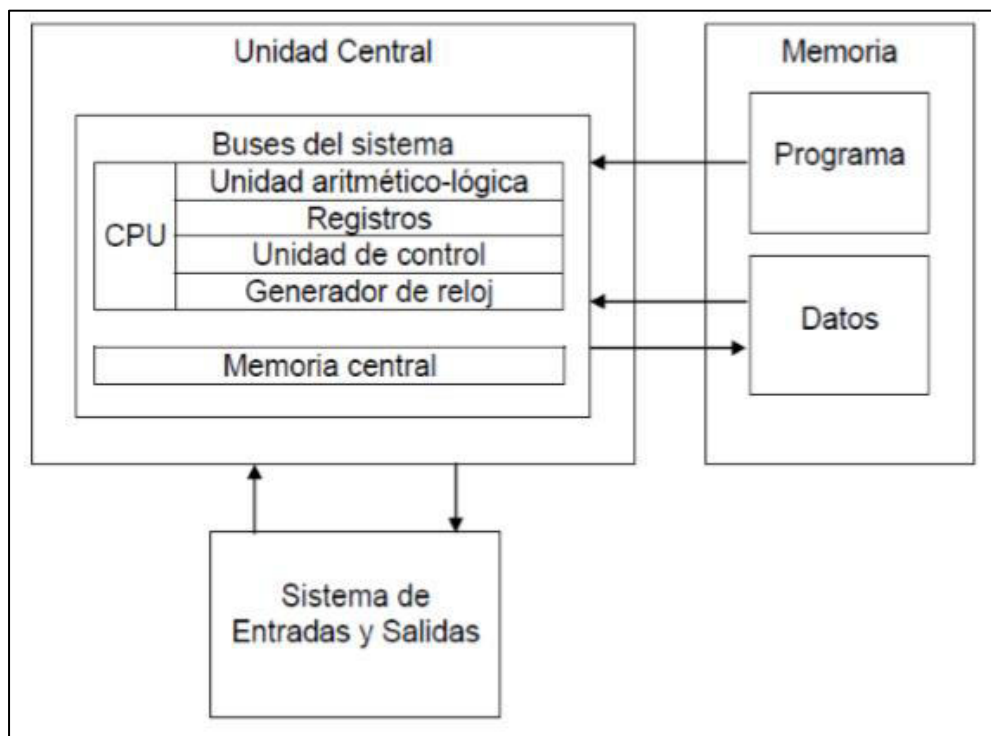 Unidad Central
Buses del sistema
CPU
Unidad aritmético-lógica
Registros
Unidad de control
Generador de reloj
Memoria central
Memoria
Programa
Datos
Sistema de
Entradas y Salidas